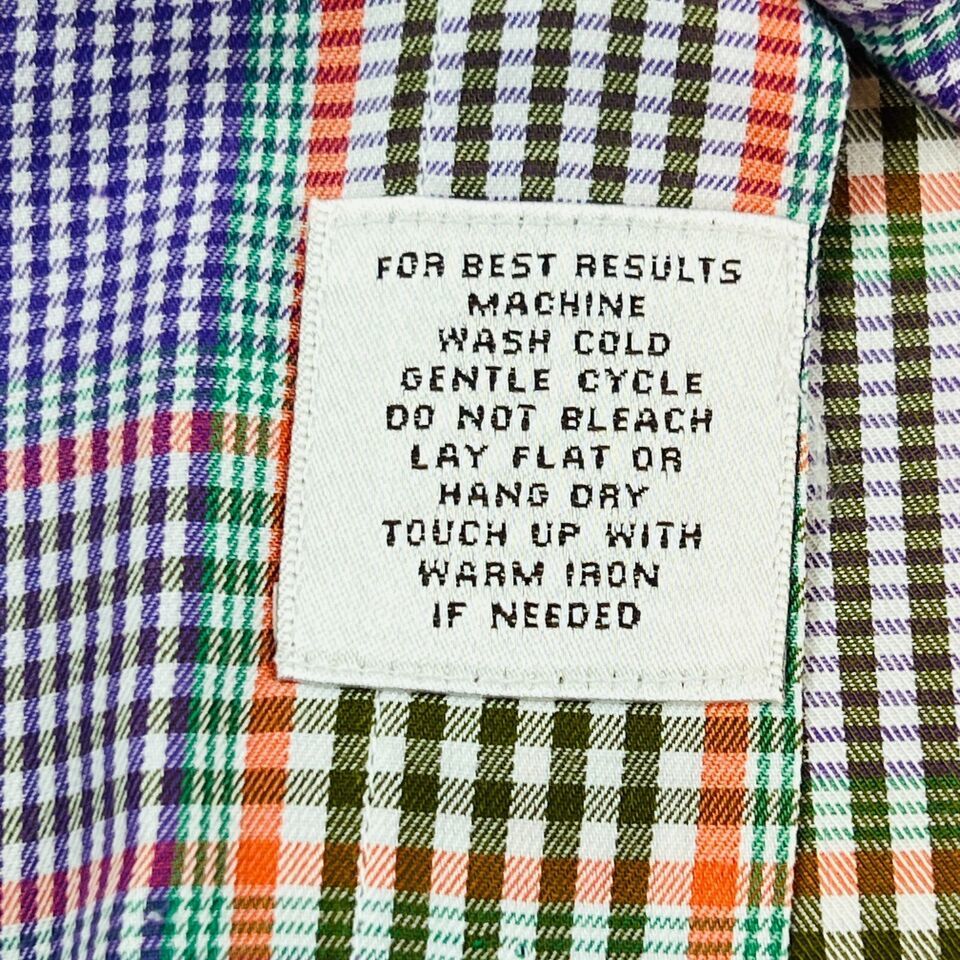 FOR BEST RESULTS
MACHINE
WASH COLD
GENTLE CYCLE
DO NOT BLEACH
LAY FLAT OR
HANG DRY
TOUCH UP WITH
WARM IRON
IF NEEDED